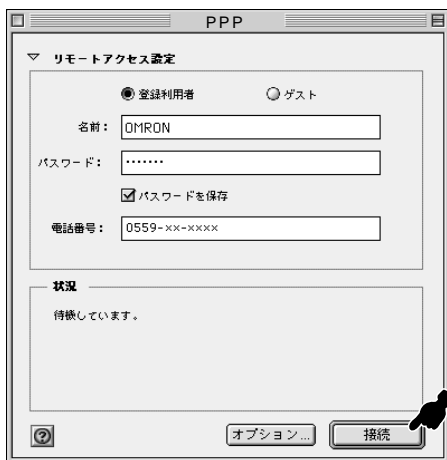 PPP
リモートアクセス設定
登録利用者 ゲスト
名前： OMRON
パスワード： ·······
パスワードを保存
電話番号： 0559-××-××××
状況
待機しています。
? オプション... 接続